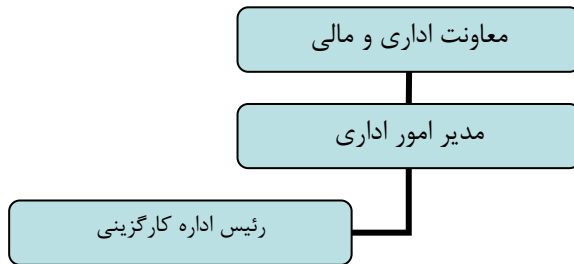 معاونت اداری و مالی
مدیر امور اداری
رئیس اداره کارگزینی